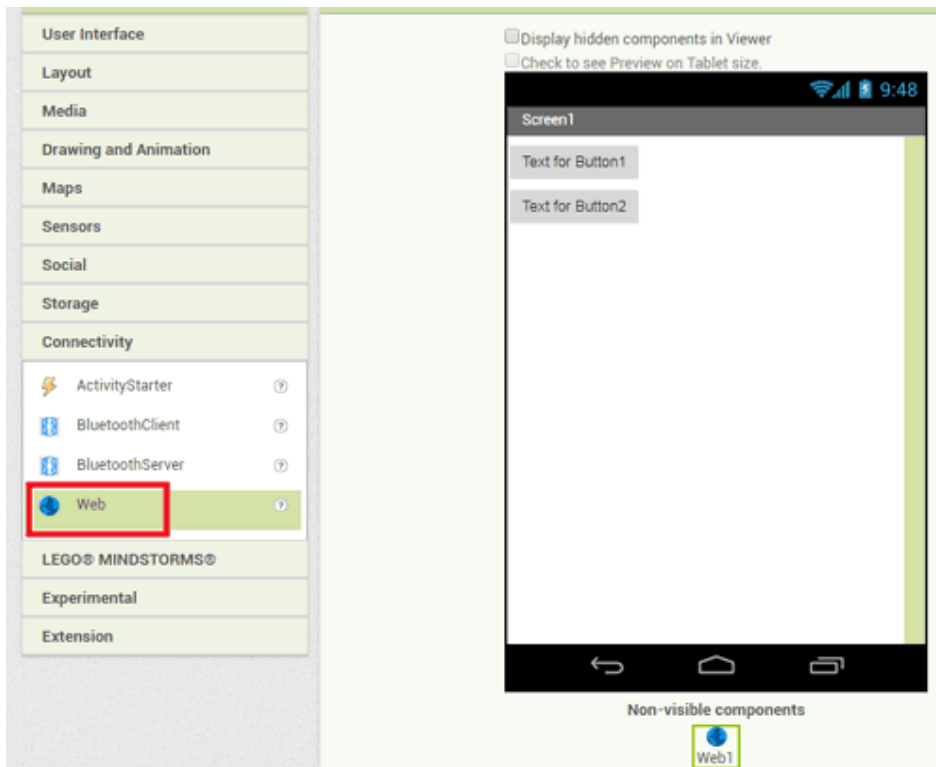 User Interface
Layout
Media
Drawing and Animation
Maps
Sensors
Social
Storage
Connectivity
ActivityStarter ?
BluetoothClient ?
BluetoothServer ?
Web ?
LEGO® MINDSTORMS®
Experimental
Extension
Display hidden components in Viewer
Check to see Preview on Tablet size.
9:48
Screen1
Text for Button1
Text for Button2
Non-visible components
Web1